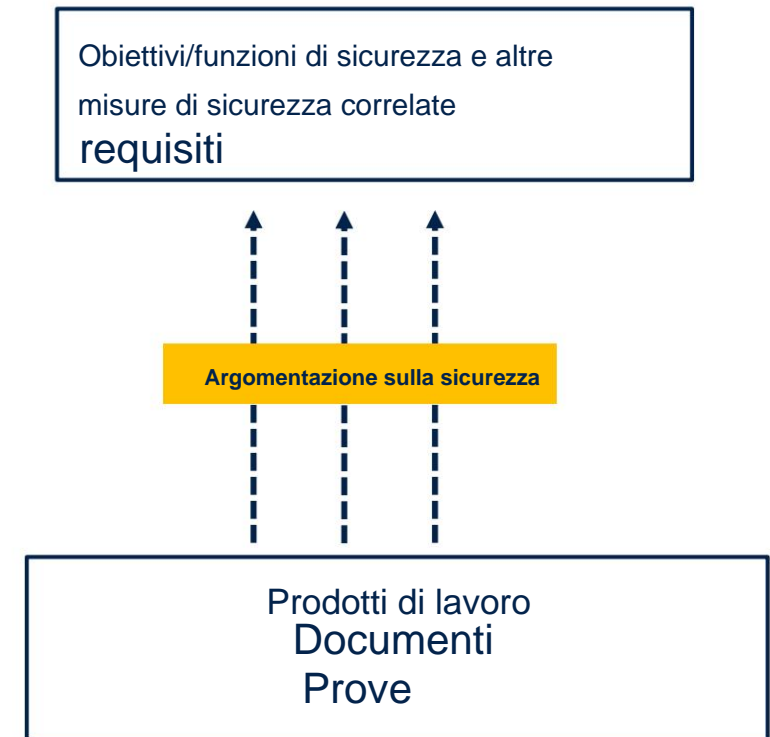 Obiettivi/funzioni di sicurezza e altre
misure di sicurezza correlate
requisiti
Argomentazione sulla sicurezza
Prodotti di lavoro
Documenti
Prove